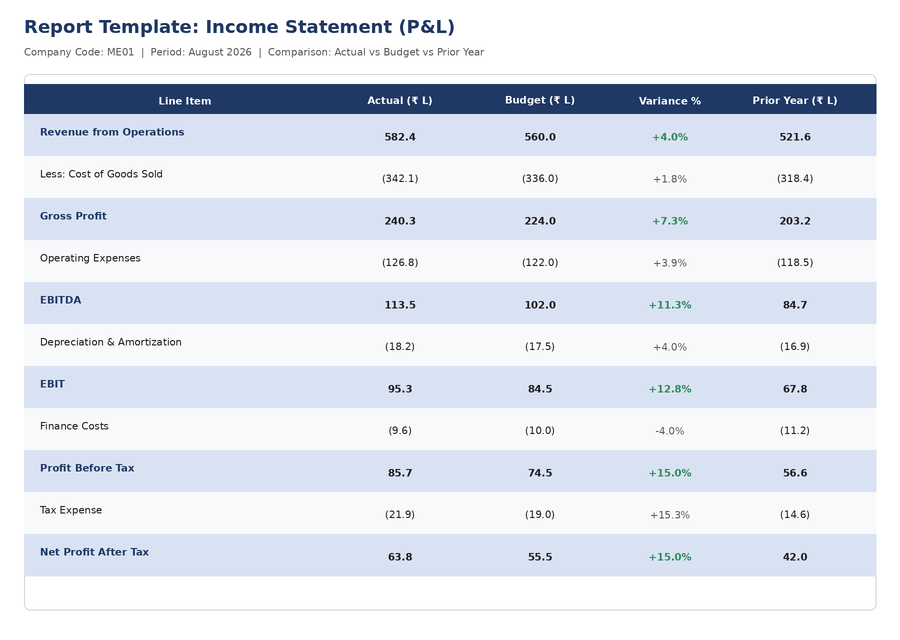 Report Template: Income Statement (P&L)
Company Code: ME01 | Period: August 2026 | Comparison: Actual vs Budget vs Prior Year
Line Item Actual (₹ L) Budget (₹ L) Variance % Prior Year (₹ L)
Revenue from Operations 582.4 560.0 +4.0% 521.6
Less: Cost of Goods Sold (342.1) (336.0) +1.8% (318.4)
Gross Profit 240.3 224.0 +7.3% 203.2
Operating Expenses (126.8) (122.0) +3.9% (118.5)
EBITDA 113.5 102.0 +11.3% 84.7
Depreciation & Amortization (18.2) (17.5) +4.0% (16.9)
EBIT 95.3 84.5 +12.8% 67.8
Finance Costs (9.6) (10.0) -4.0% (11.2)
Profit Before Tax 85.7 74.5 +15.0% 56.6
Tax Expense (21.9) (19.0) +15.3% (14.6)
Net Profit After Tax 63.8 55.5 +15.0% 42.0